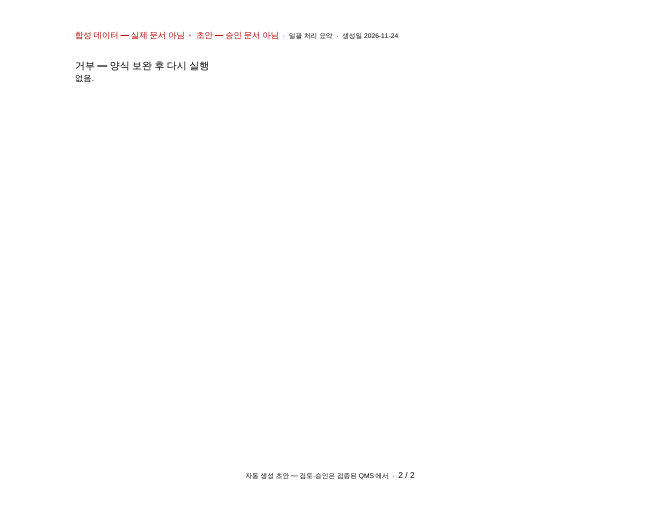 합성 데이터 — 실제 문서 아님 · 초안 — 승인 문서 아님 · 일괄 처리 요약 · 생성일 2026-11-24
거부 — 양식 보완 후 다시 실행
없음.
자동 생성 초안 — 검토·승인은 검증된 QMS에서 · 2 / 2